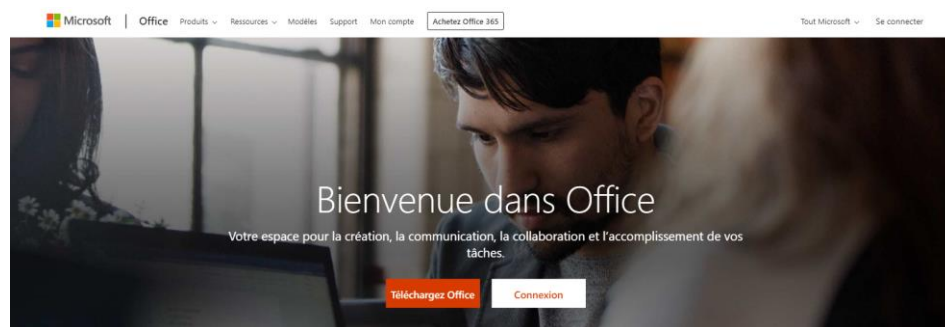 Microsoft Office Produits Ressources Modèles Support Mon compte Achetez Office 365 Tout Microsoft Se connecter
Bienvenue dans Office
Votre espace pour la création, la communication, la collaboration et l'accomplissement de vos
tâches.
Téléchargez Office Connexion